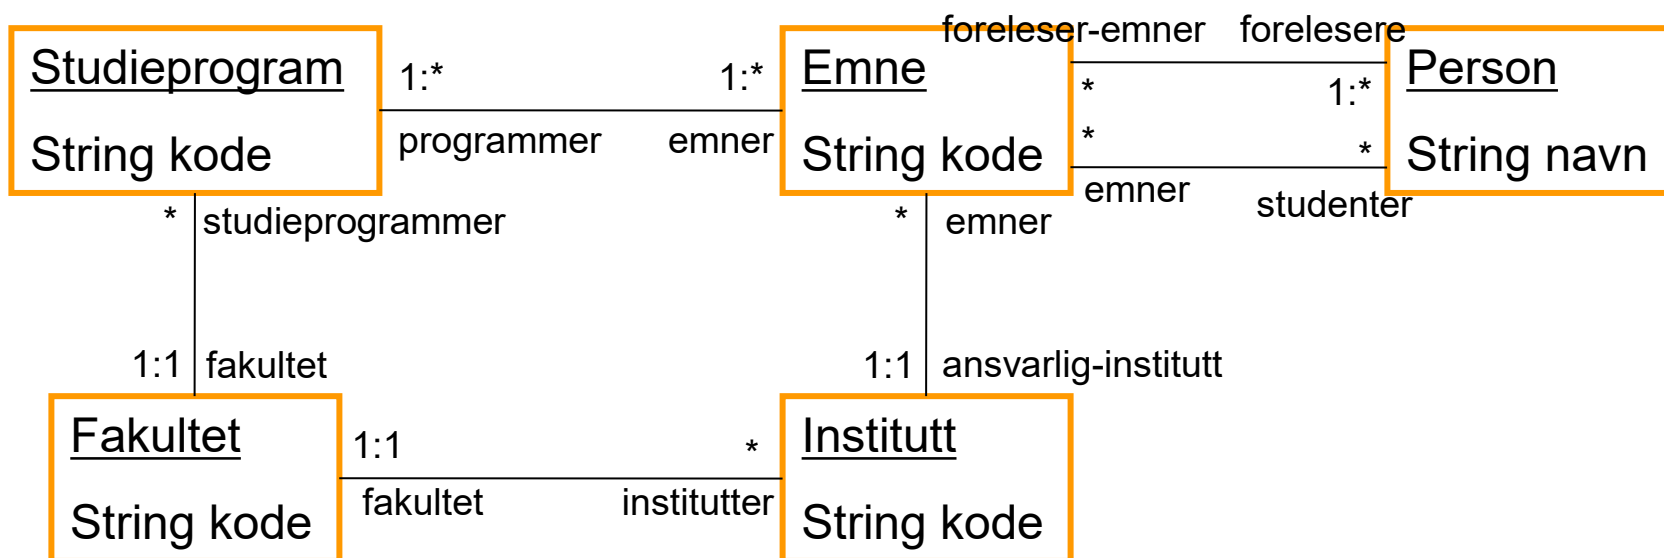 foreleser-emner forelesere
Studieprogram 1:* 1:* Emne * 1:* Person
programmer emner * *
String kode String kode String navn
emner studenter
* studieprogrammer * emner
1:1 fakultet 1:1 ansvarlig-institutt
Fakultet 1:1 * Institutt
fakultet institutter
String kode String kode